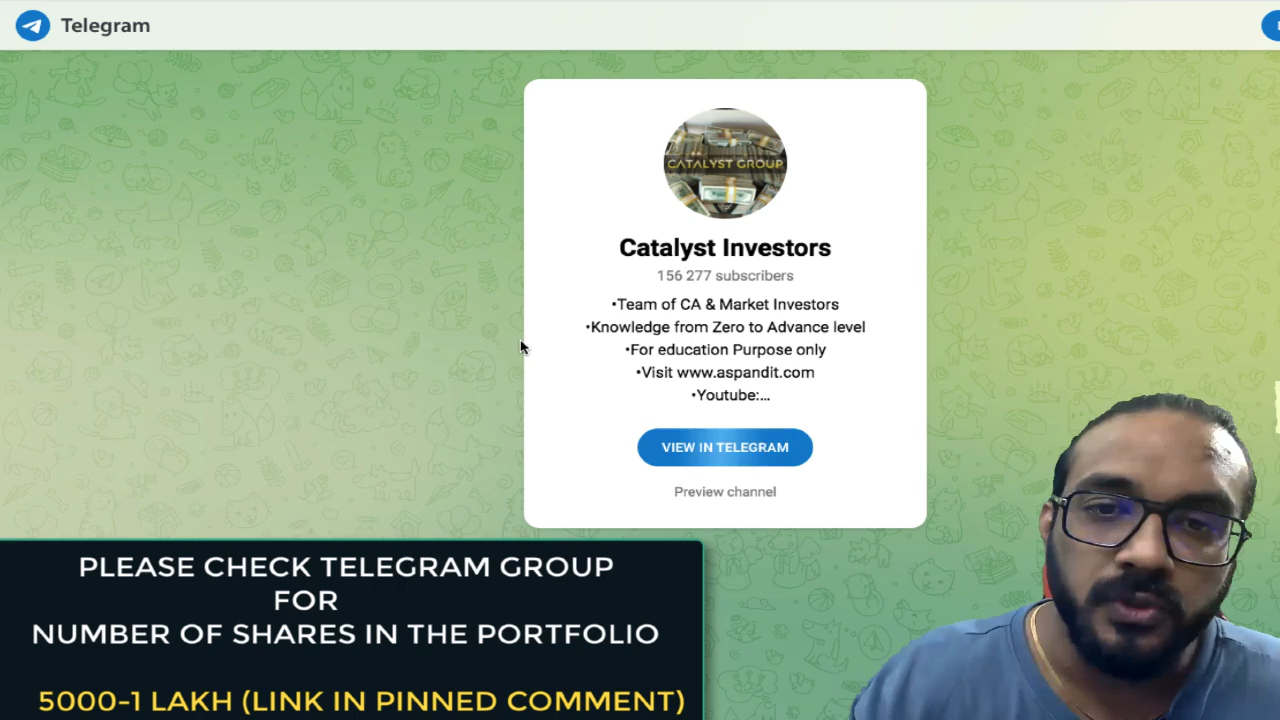 Telegram
CATALYST GROUP
Catalyst Investors
156 277 subscribers
•Team of CA & Market Investors
•Knowledge from Zero to Advance level
•For education Purpose only
•Visit www.aspandit.com
•Youtube:...
VIEW IN TELEGRAM
Preview channel
PLEASE CHECK TELEGRAM GROUP
FOR
NUMBER OF SHARES IN THE PORTFOLIO
5000-1 LAKH (LINK IN PINNED COMMENT)